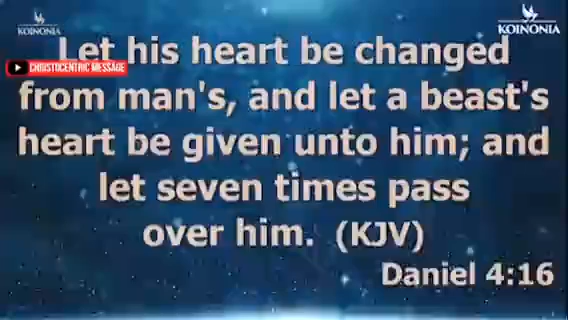 KOINONIA
KOINONIA
Let his heart be changed
CHRISTOCENTRIC MESSAGE
from man's, and let a beast's
heart be given unto him; and
let seven times pass
over him. (KJV)
Daniel 4:16